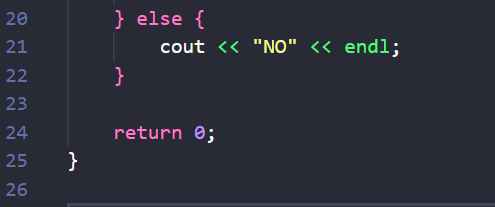 20 } else {
21 cout << "NO" << endl;
22 }
23
24 return 0;
25 }
26